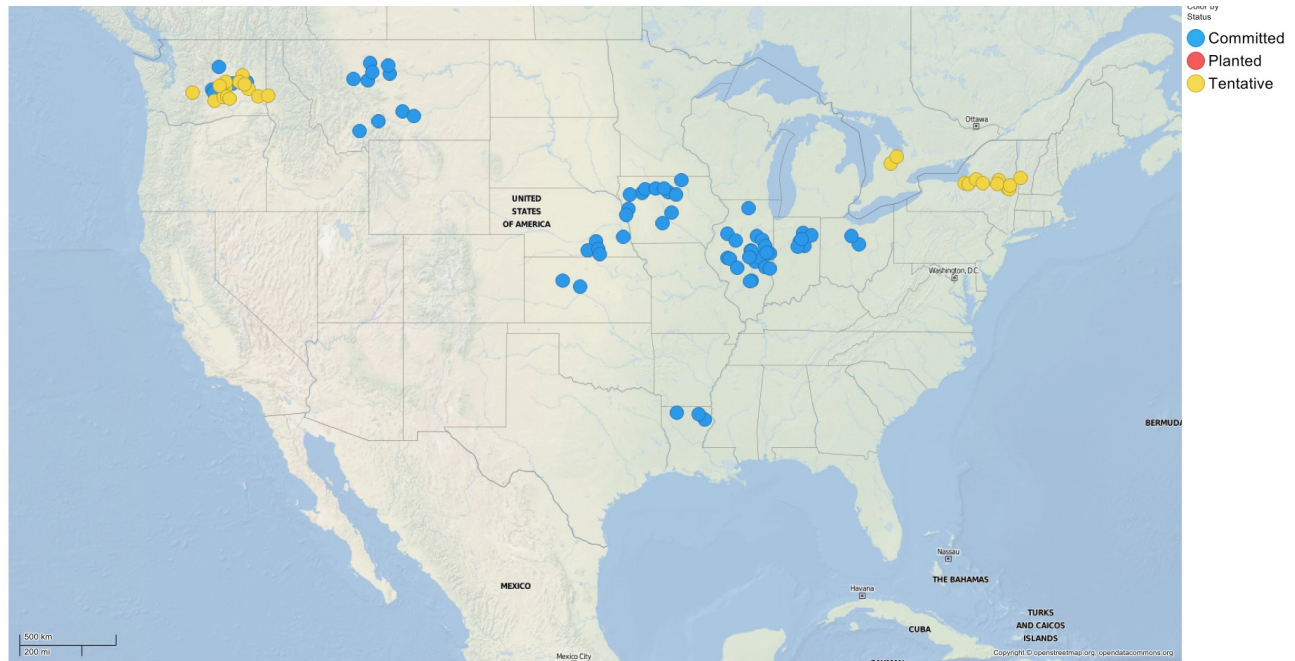 Color by
Status
Committed
Planted
Tentative
Ottawa
UNITED
STATES
OF AMERICA
Washington, D.C.
BERMUDA
Nassau
THE BAHAMAS
MEXICO
Havana
TURKS
AND CAICOS
ISLANDS
CUBA
500 km
200 mi
Mexico City
Copyright © openstreetmap.org, opendatacommons.org